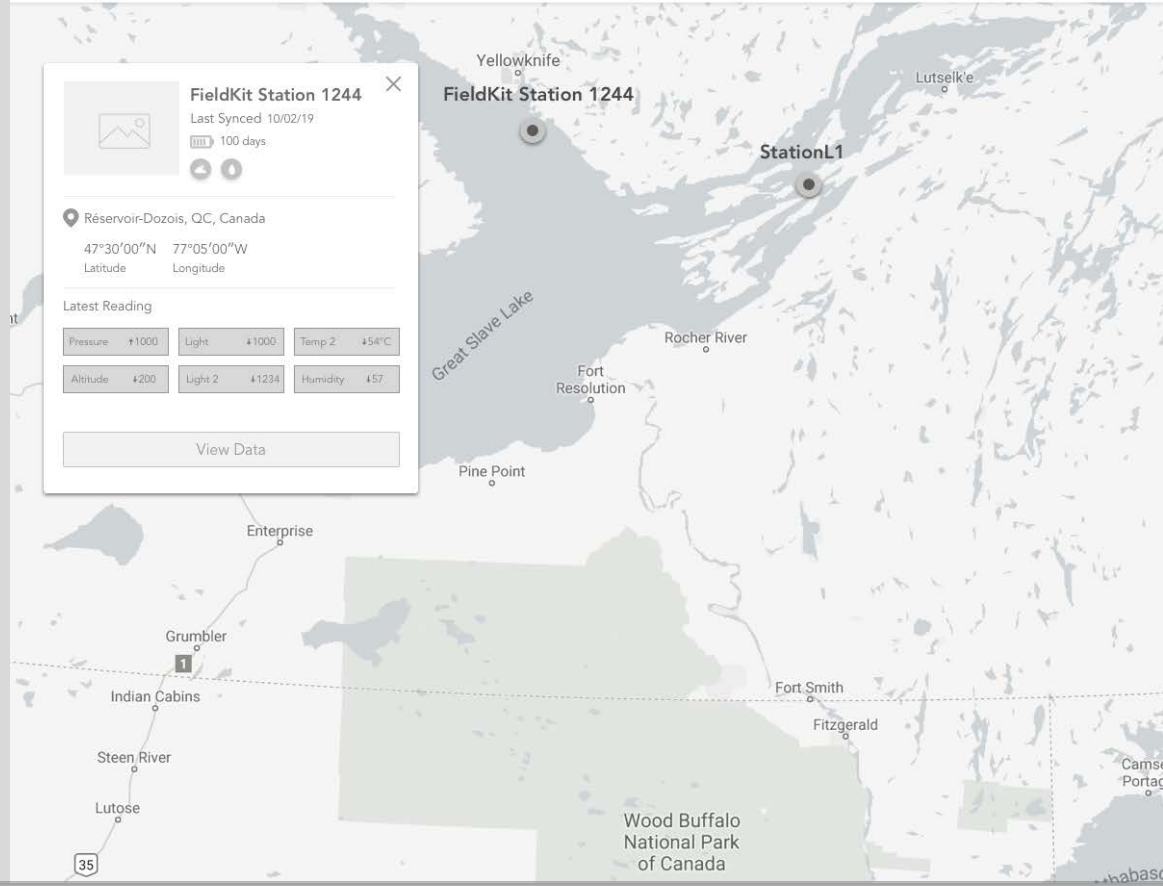 FieldKit Station 1244
Last Synced 10/02/19
100 days
Réservoir-Dozois, QC, Canada
47°30′00″N 77°05′00″W
Latitude Longitude
Latest Reading
Pressure ↑1000 Light ↓1000 Temp 2 ↓54°C
Altitude ↓200 Light 2 ↓1234 Humidity ↓57
View Data
Yellowknife
FieldKit Station 1244
Lutselk'e
StationL1
Great Slave Lake
Rocher River
Fort
Resolution
Pine Point
Enterprise
Grumbler
1
Indian Cabins
Fort Smith
Fitzgerald
Steen River
Lutose
35
Wood Buffalo
National Park
of Canada
Camse
Portag